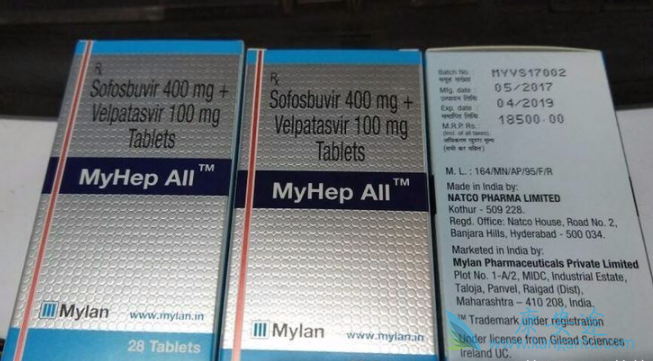 Rx
Sofosbuvir 400 mg +
Velpatasvir 100 mg
Tablets
MyHep All™
Mylan www.mylan.in
28 Tablets
Rx
Sofosbuvir 400 mg +
Velpatasvir 100 mg
Tablets
MyHep All™
Mylan www.mylan.in
Batch No. MYVS17002
Mfg. date : 05/2017
Exp. date : 04/2019
M.R.P. Rs.: 18500.00
(incl. of all taxes)
M. L. : 164/MN/AP/95/F/R
Made in India by:
NATCO PHARMA LIMITED
Kothur - 509 228.
Regd. Office: Natco House, Road No. 2,
Banjara Hills, Hyderabad - 500 034.
Marketed in India by:
Mylan Pharmaceuticals Private Limited
Plot No. 1-A/2, MIDC, Industrial Estate,
Taloja, Panvel, Raigad (Dist),
Maharashtra – 410 208, India.
™ Trademark under registration
Under license from Gilead Sciences
Ireland UC.